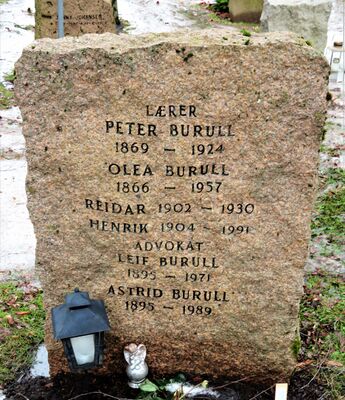 LÆRER
PETER BURULL
1869 – 1924
OLEA BURULL
1866 – 1957
REIDAR 1902 – 1930
HENRIK 1904 – 1991
ADVOKAT
LEIF BURULL
1895 – 1971
ASTRID BURULL
1895 – 1989